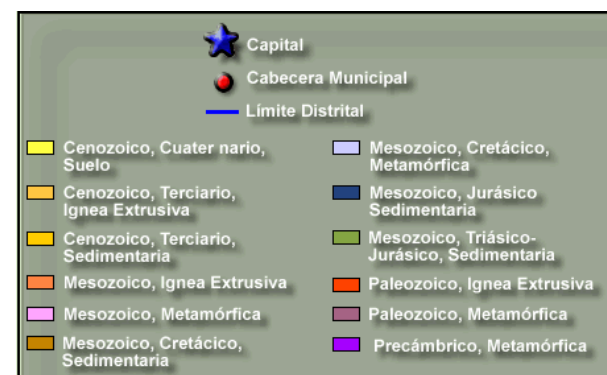 Capital
Cabecera Municipal
Límite Distrital
Cenozoico, Cuater nario,
Suelo
Cenozoico, Terciario,
Ignea Extrusiva
Cenozoico, Terciario,
Sedimentaria
Mesozoico, Ignea Extrusiva
Mesozoico, Metamórfica
Mesozoico, Cretácico,
Sedimentaria
Mesozoico, Cretácico,
Metamórfica
Mesozoico, Jurásico
Sedimentaria
Mesozoico, Triásico-
Jurásico, Sedimentaria
Paleozoico, Ignea Extrusiva
Paleozoico, Metamórfica
Precámbrico, Metamórfica